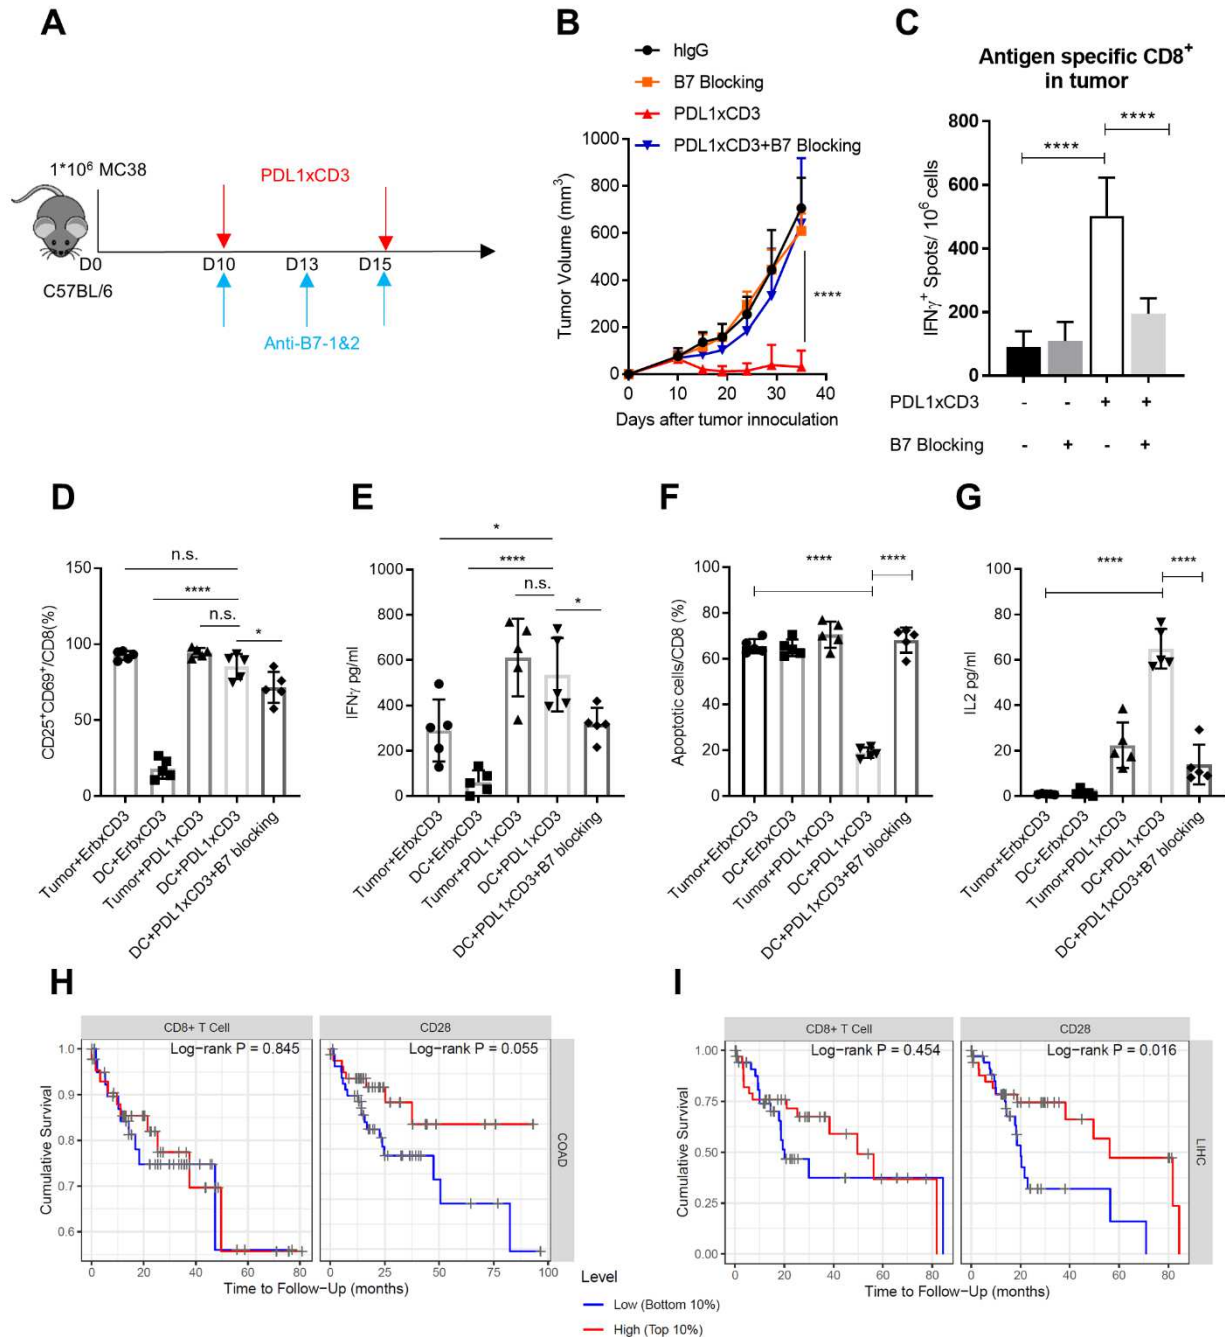 A
1*10⁶ MC38
PDL1xCD3
D0
D10
D13
D15
C57BL/6
Anti-B7-1&2
B
hIgG
B7 Blocking
PDL1xCD3
PDL1xCD3+B7 Blocking
Tumor Volume (mm³)
1000
800
600
400
200
0
****
0 10 20 30 40
Days after tumor innoculation
C
Antigen specific CD8⁺
in tumor
IFNγ⁺ Spots/ 10⁶ cells
800
600
400
200
0
****
****
PDL1xCD3 - - + +
B7 Blocking - + - +
D
CD25⁺CD69⁺/CD8(%)
150
100
50
0
n.s.
****
n.s.
*
Tumor+ErbxCD3
DC+ErbxCD3
Tumor+PDL1xCD3
DC+PDL1xCD3
DC+PDL1xCD3+B7 blocking
E
IFNγ pg/ml
1000
800
600
400
200
0
*
****
n.s.
*
Tumor+ErbxCD3
DC+ErbxCD3
Tumor+PDL1xCD3
DC+PDL1xCD3
DC+PDL1xCD3+B7 blocking
F
Apoptotic cells/CD8 (%)
100
80
60
40
20
0
****
****
Tumor+ErbxCD3
DC+ErbxCD3
Tumor+PDL1xCD3
DC+PDL1xCD3
DC+PDL1xCD3+B7 blocking
G
IL2 pg/ml
100
80
60
40
20
0
****
****
Tumor+ErbxCD3
DC+ErbxCD3
Tumor+PDL1xCD3
DC+PDL1xCD3
DC+PDL1xCD3+B7 blocking
H
CD8+ T Cell
CD28
Log-rank P = 0.845
Log-rank P = 0.055
COAD
Cumulative Survival
1.0
0.9
0.8
0.7
0.6
0 20 40 60 80
0 25 50 75 100
Time to Follow-Up (months)
I
CD8+ T Cell
CD28
Log-rank P = 0.454
Log-rank P = 0.016
LIHC
Cumulative Survival
1.00
0.75
0.50
0.25
0.00
0 20 40 60 80
0 20 40 60 80
Time to Follow-Up (months)
Level
Low (Bottom 10%)
High (Top 10%)